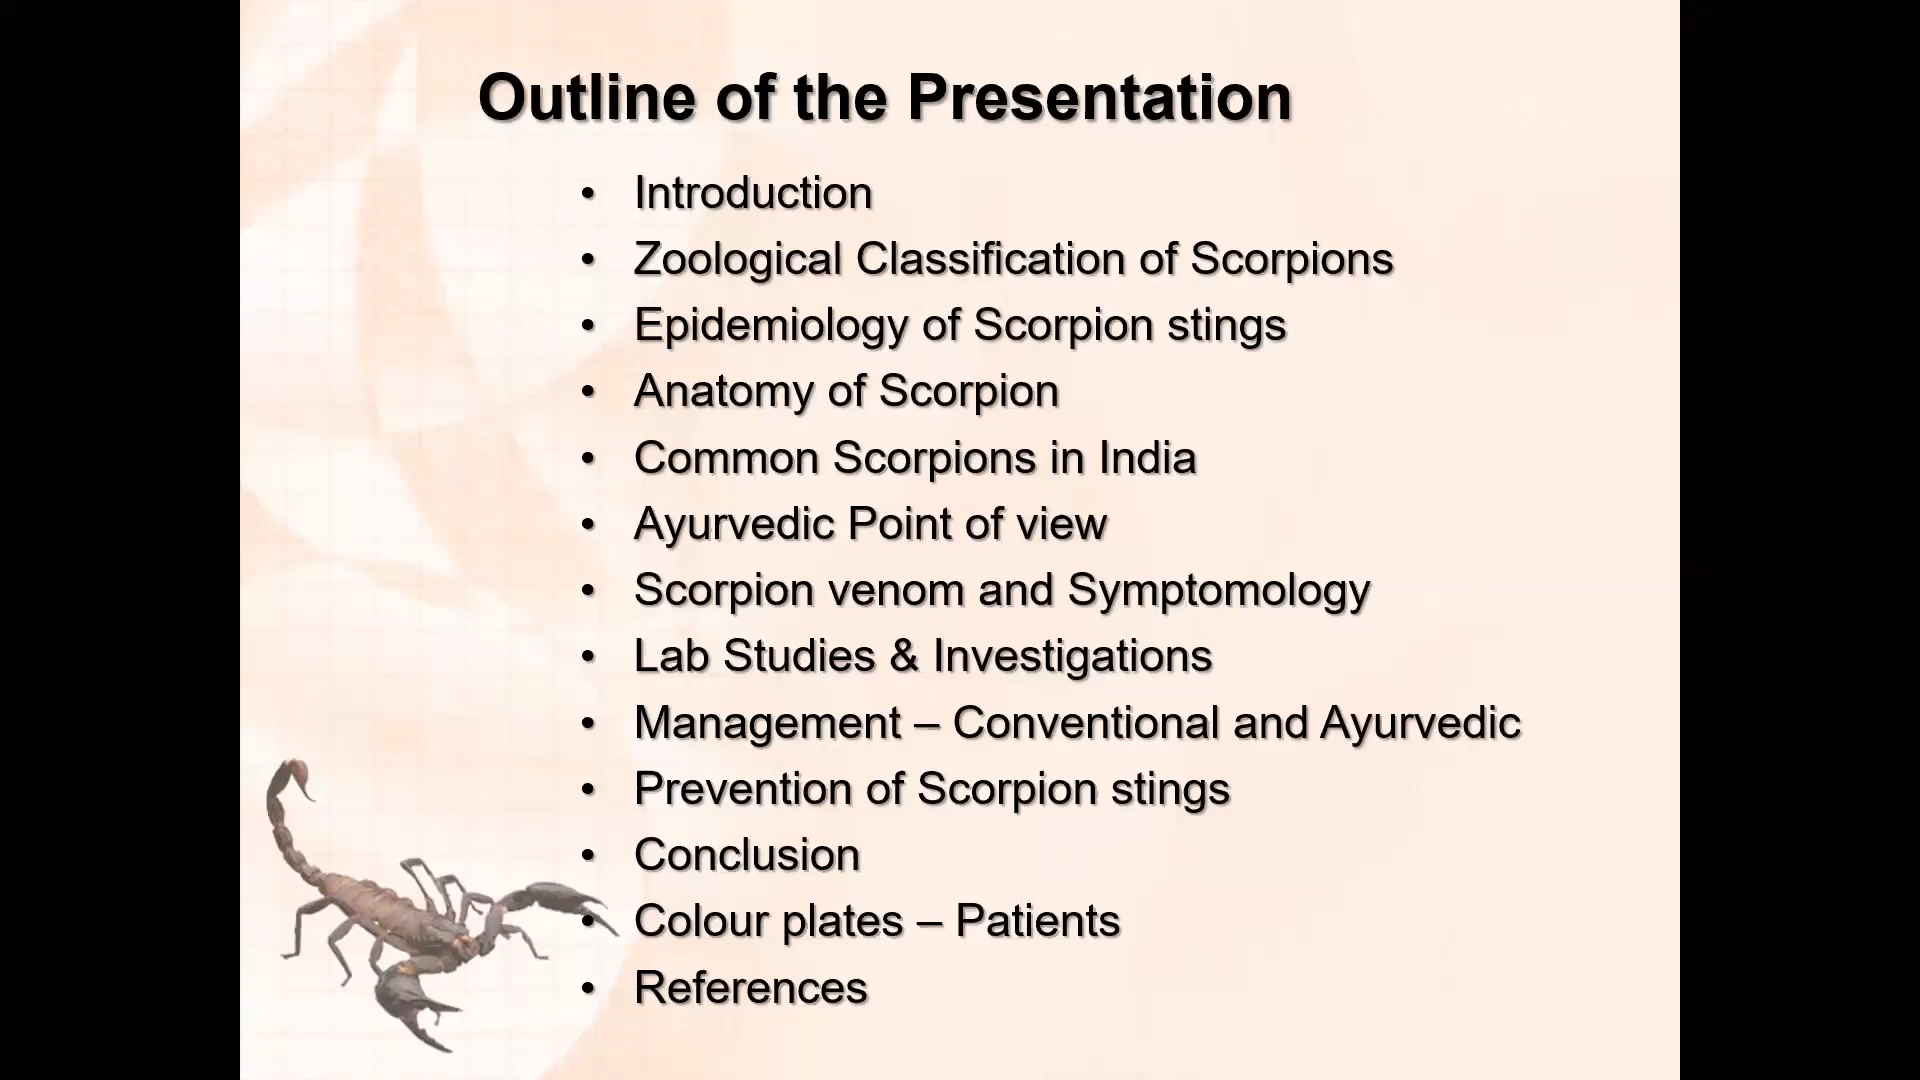 Outline of the Presentation
• Introduction
• Zoological Classification of Scorpions
• Epidemiology of Scorpion stings
• Anatomy of Scorpion
• Common Scorpions in India
• Ayurvedic Point of view
• Scorpion venom and Symptomology
• Lab Studies & Investigations
• Management – Conventional and Ayurvedic
• Prevention of Scorpion stings
• Conclusion
• Colour plates – Patients
• References